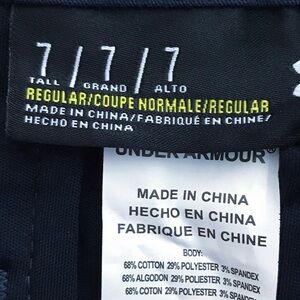 7 / 7 / 7
TALL GRAND ALTO
REGULAR/COUPE NORMALE/REGULAR
MADE IN CHINA/FABRIQUÉ EN CHINE/
HECHO EN CHINA
UNDER ARMOUR®
MADE IN CHINA
HECHO EN CHINA
FABRIQUE EN CHINE
BODY:
68% COTTON 29% POLYESTER 3% SPANDEX
68% ALGODON 29% POLIESTER 3% SPANDEX
68% COTON 29% POLYESTER 3% SPANDEX